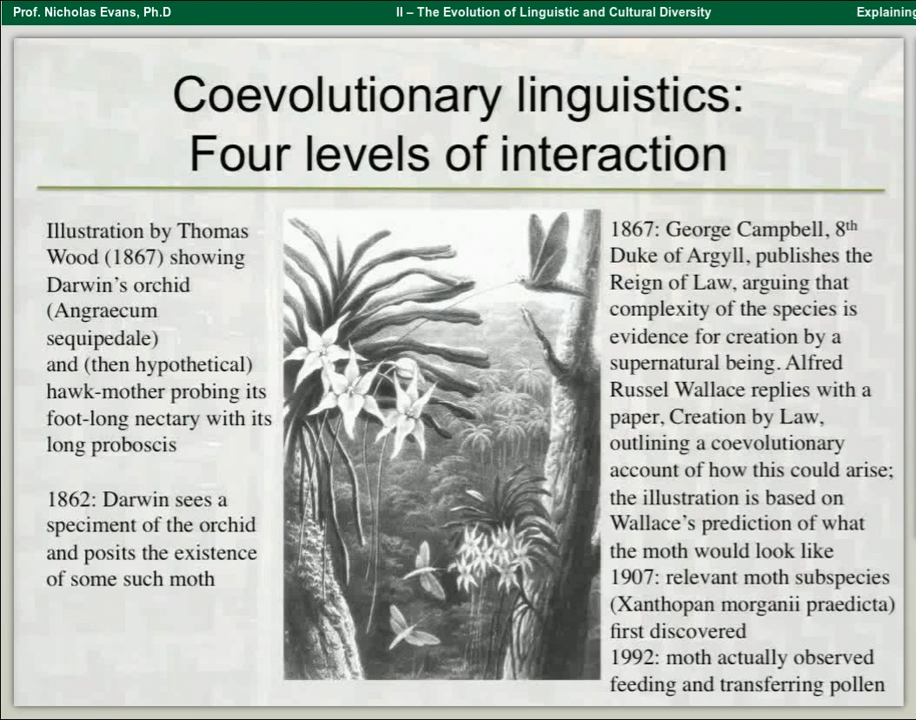 Prof. Nicholas Evans, Ph.D
II – The Evolution of Linguistic and Cultural Diversity
Explaining
Coevolutionary linguistics:
Four levels of interaction
Illustration by Thomas
Wood (1867) showing
Darwin's orchid
(Angraecum
sequipedale)
and (then hypothetical)
hawk-mother probing its
foot-long nectary with its
long proboscis
1862: Darwin sees a
speciment of the orchid
and posits the existence
of some such moth
1867: George Campbell, 8th
Duke of Argyll, publishes the
Reign of Law, arguing that
complexity of the species is
evidence for creation by a
supernatural being. Alfred
Russel Wallace replies with a
paper, Creation by Law,
outlining a coevolutionary
account of how this could arise;
the illustration is based on
Wallace's prediction of what
the moth would look like
1907: relevant moth subspecies
(Xanthopan morganii praedicta)
first discovered
1992: moth actually observed
feeding and transferring pollen